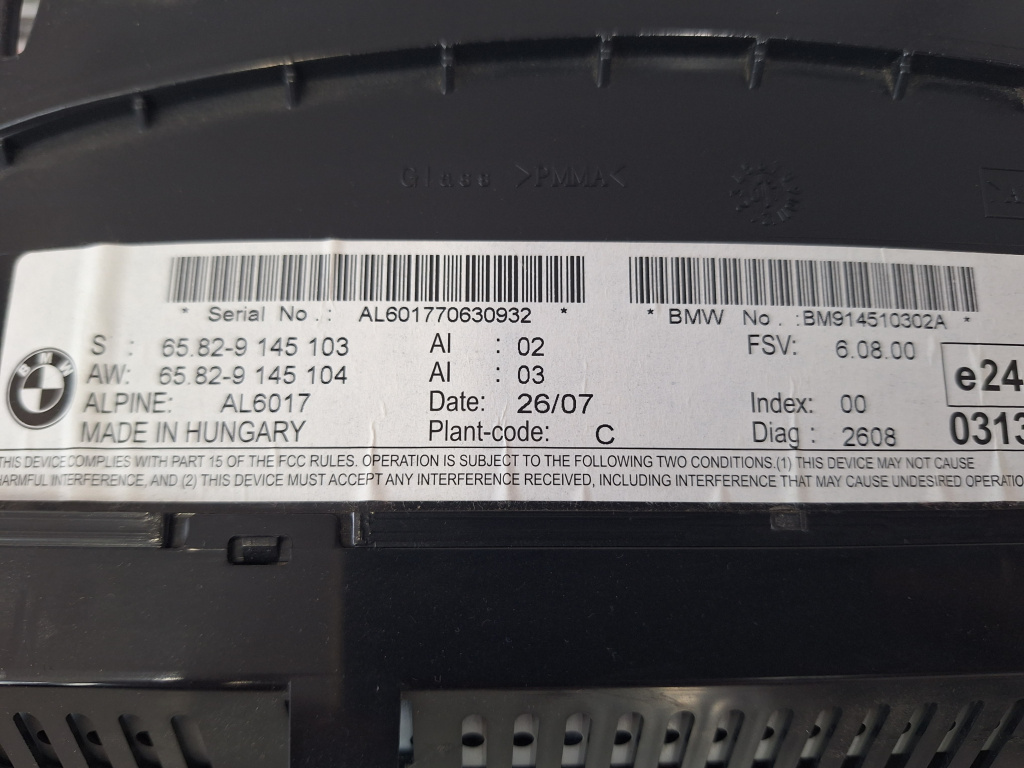 Glass >PMMA<
* Serial No.: AL601770630932 * * BMW No.:BM914510302A *
S : 65.82-9 145 103 AI : 02 FSV: 6.08.00
AW: 65.82-9 145 104 AI : 03 e24
ALPINE: AL6017 Date: 26/07 Index: 00
MADE IN HUNGARY Plant-code: C Diag: 2608 0313
BMW
THIS DEVICE COMPLIES WITH PART 15 OF THE FCC RULES. OPERATION IS SUBJECT TO THE FOLLOWING TWO CONDITIONS.(1) THIS DEVICE MAY NOT CAUSE
HARMFUL INTERFERENCE, AND (2) THIS DEVICE MUST ACCEPT ANY INTERFERENCE RECEIVED, INCLUDING INTERFERENCE THAT MAY CAUSE UNDESIRED OPERATION